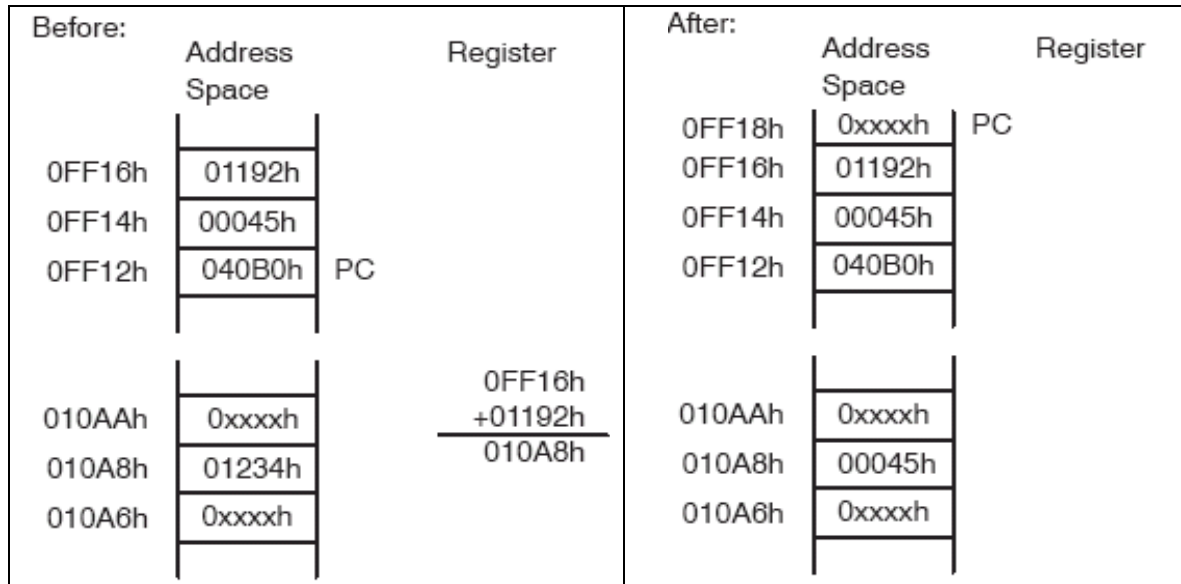 Before:
Address Space
Register
0FF16h 01192h
0FF14h 00045h
0FF12h 040B0h PC
0FF16h
010AAh 0xxxxh +01192h
010A8h 01234h 010A8h
010A6h 0xxxxh
After:
Address Space
Register
0FF18h 0xxxxh PC
0FF16h 01192h
0FF14h 00045h
0FF12h 040B0h
010AAh 0xxxxh
010A8h 00045h
010A6h 0xxxxh